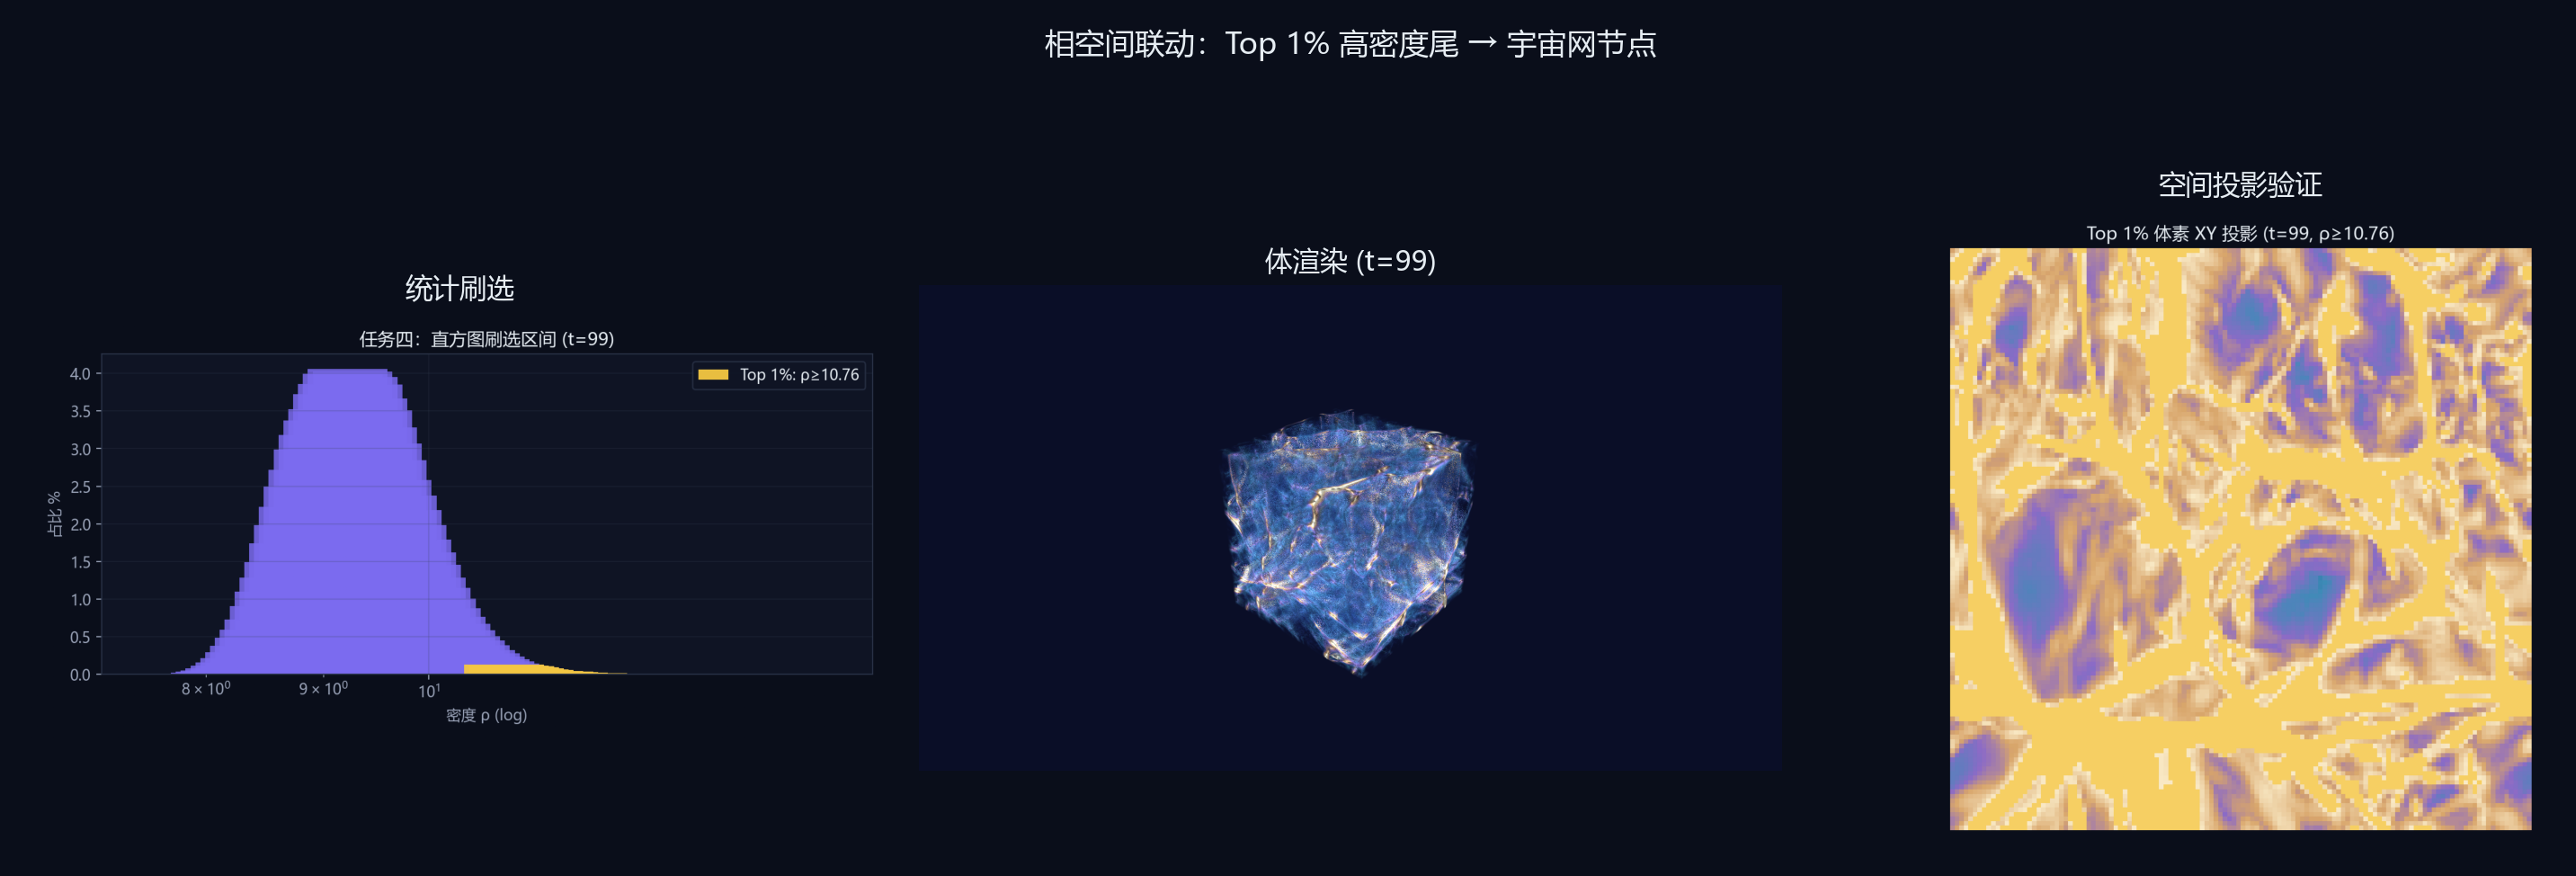 相空间联动：Top 1% 高密度尾 → 宇宙网节点
统计刷选
任务四：直方图刷选区间 (t=99)
Top 1%: ρ≥10.76
4.0
3.5
3.0
2.5
2.0
1.5
1.0
0.5
0.0
占比 %
8 × 10⁰
9 × 10⁰
10¹
密度 ρ (log)
体渲染 (t=99)
空间投影验证
Top 1% 体素 XY 投影 (t=99, ρ≥10.76)